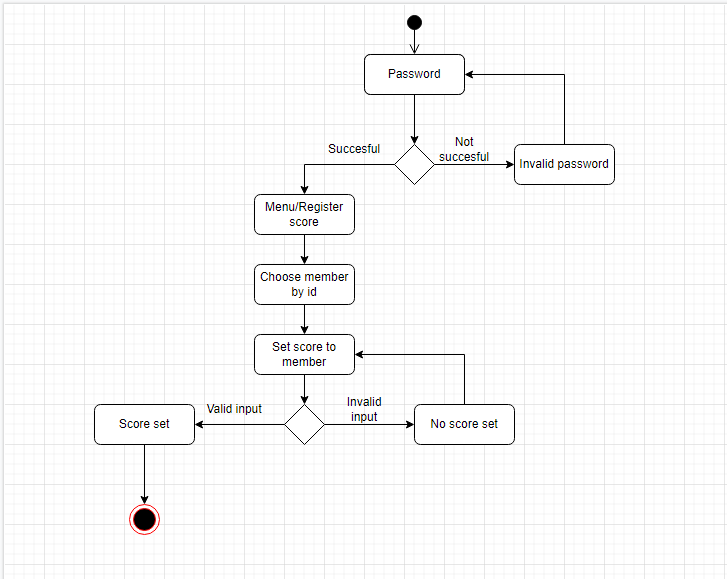 Password
Succesful
Not
succesful
Invalid password
Menu/Register
score
Choose member
by id
Set score to
member
Valid input
Invalid
input
Score set
No score set